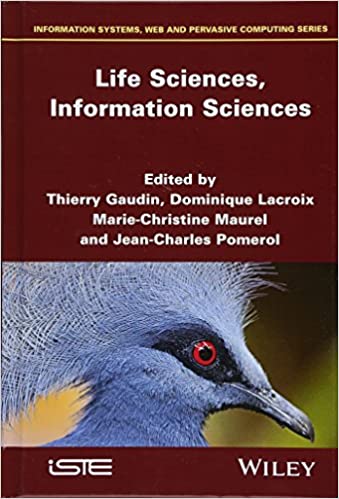 INFORMATION SYSTEMS, WEB AND PERVASIVE COMPUTING SERIES
Life Sciences,
Information Sciences
Edited by
Thierry Gaudin, Dominique Lacroix
Marie-Christine Maurel
and Jean-Charles Pomerol
iSTE
WILEY